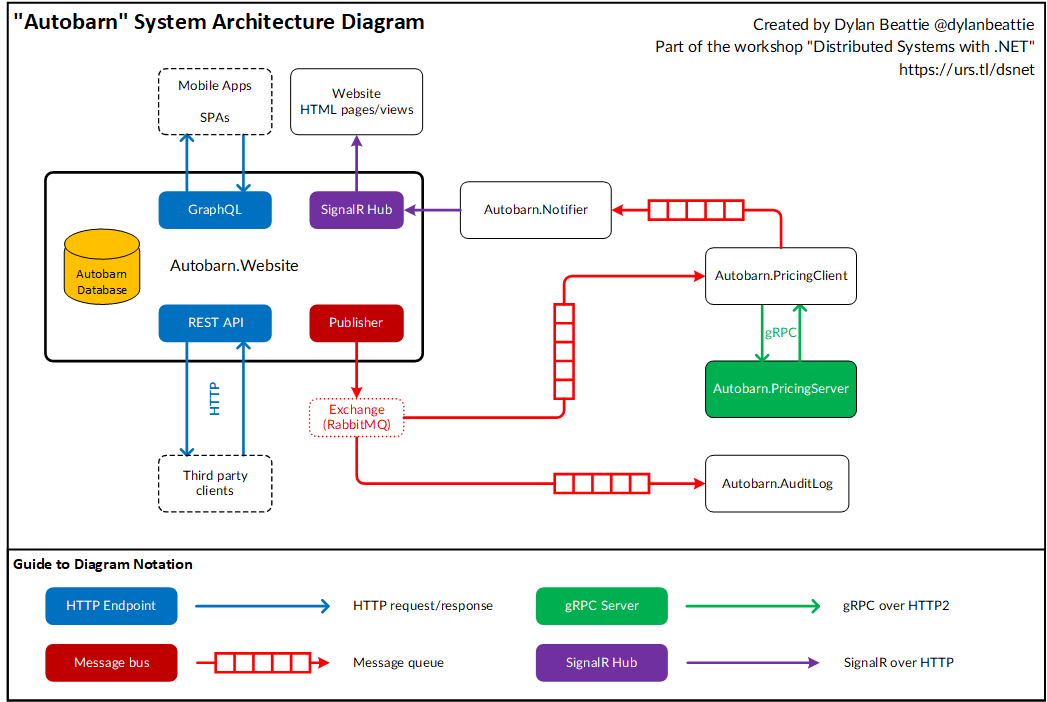 "Autobarn" System Architecture Diagram
Created by Dylan Beattie @dylanbeattie
Part of the workshop "Distributed Systems with .NET"
https://urs.tl/dsnet
Mobile Apps
SPAs
Website
HTML pages/views
GraphQL
SignalR Hub
Autobarn.Notifier
Autobarn
Database
Autobarn.Website
Autobarn.PricingClient
REST API
Publisher
gRPC
Autobarn.PricingServer
HTTP
Exchange
(RabbitMQ)
Third party
clients
Autobarn.AuditLog
Guide to Diagram Notation
HTTP Endpoint
HTTP request/response
gRPC Server
gRPC over HTTP2
Message bus
Message queue
SignalR Hub
SignalR over HTTP